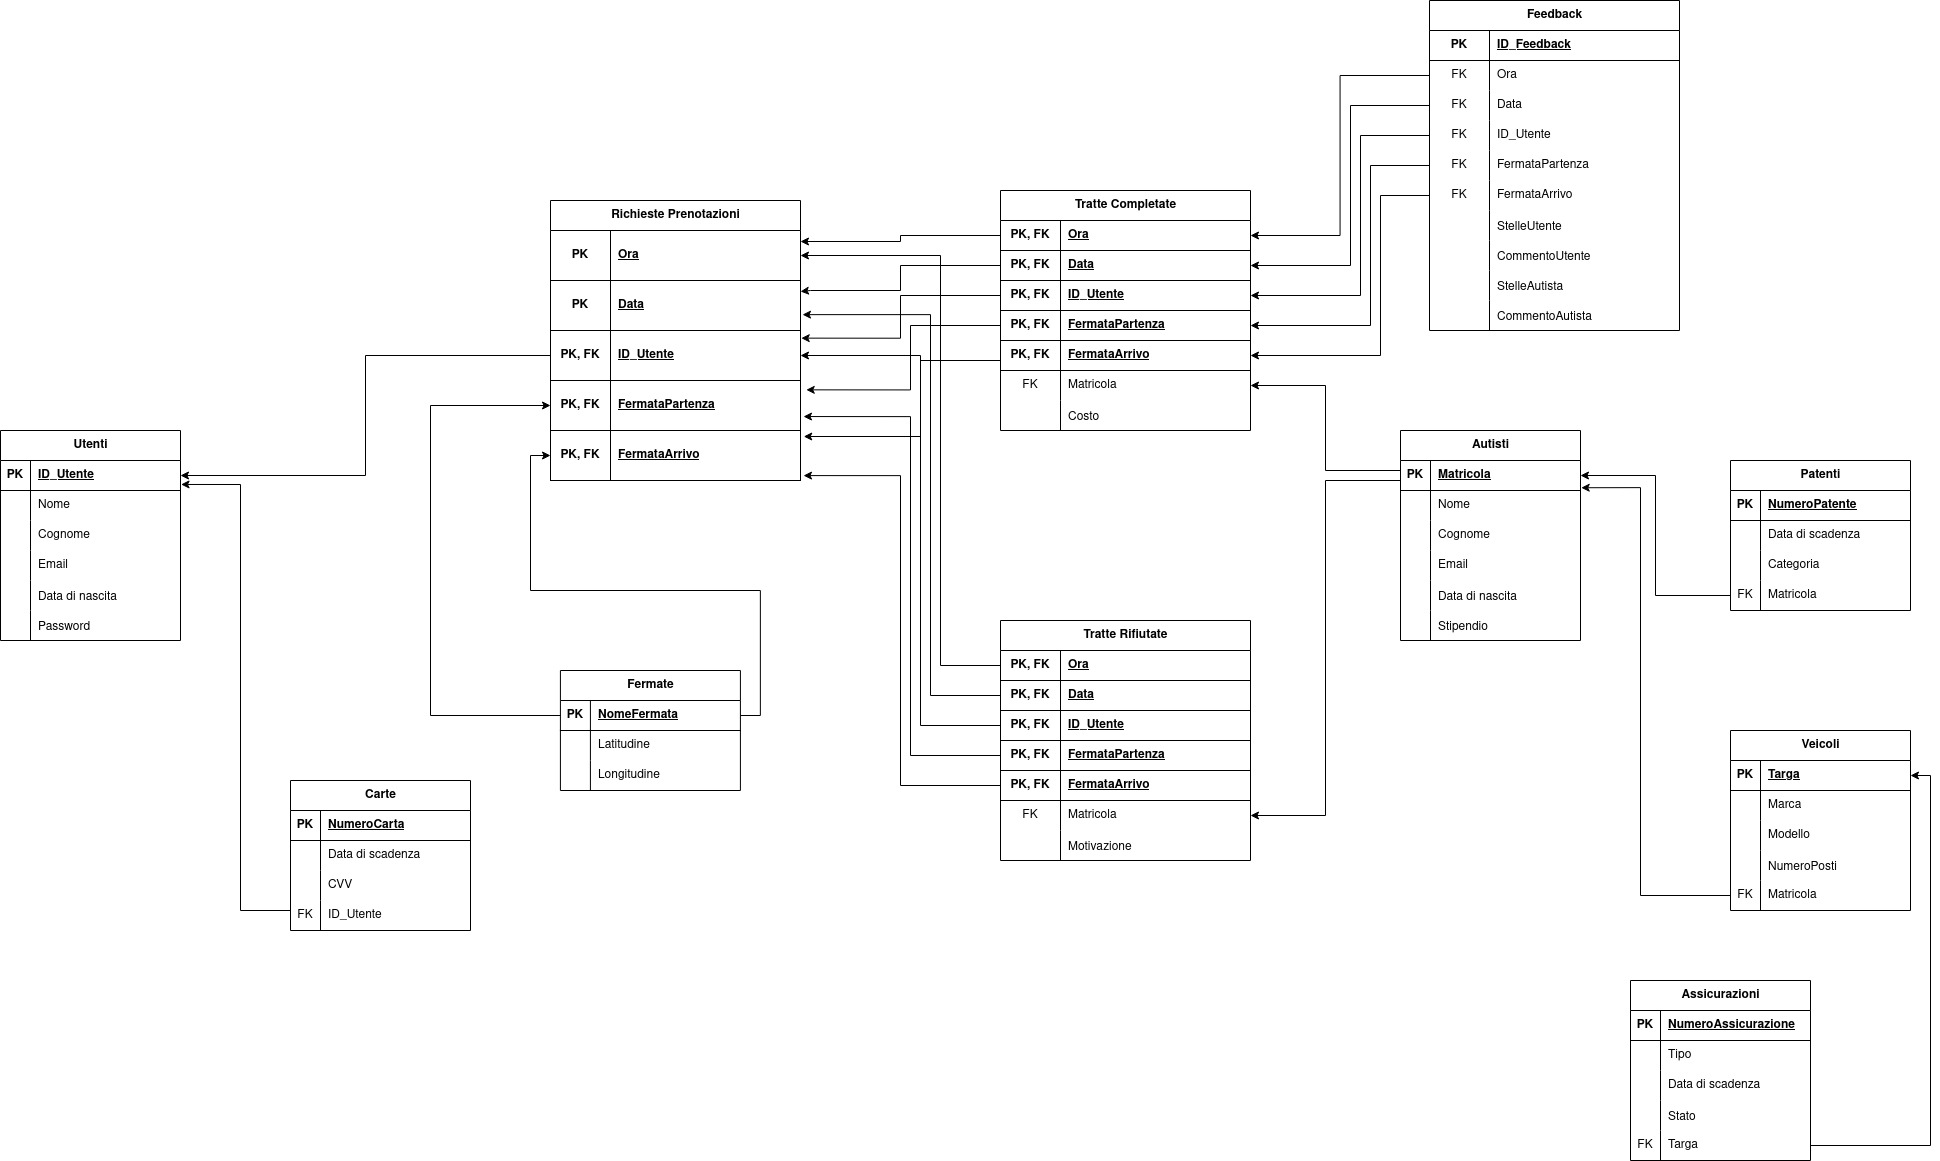 Feedback
PK ID_Feedback
FK Ora
FK Data
FK ID_Utente
FK FermataPartenza
FK FermataArrivo
StelleUtente
CommentoUtente
StelleAutista
CommentoAutista
Richieste Prenotazioni
PK Ora
PK Data
PK, FK ID_Utente
PK, FK FermataPartenza
PK, FK FermataArrivo
Tratte Completate
PK, FK Ora
PK, FK Data
PK, FK ID_Utente
PK, FK FermataPartenza
PK, FK FermataArrivo
FK Matricola
Costo
Utenti
PK ID_Utente
Nome
Cognome
Email
Data di nascita
Password
Autisti
PK Matricola
Nome
Cognome
Email
Data di nascita
Stipendio
Patenti
PK NumeroPatente
Data di scadenza
Categoria
FK Matricola
Tratte Rifiutate
PK, FK Ora
PK, FK Data
PK, FK ID_Utente
PK, FK FermataPartenza
PK, FK FermataArrivo
FK Matricola
Motivazione
Fermate
PK NomeFermata
Latitudine
Longitudine
Carte
PK NumeroCarta
Data di scadenza
CVV
FK ID_Utente
Veicoli
PK Targa
Marca
Modello
NumeroPosti
FK Matricola
Assicurazioni
PK NumeroAssicurazione
Tipo
Data di scadenza
Stato
FK Targa